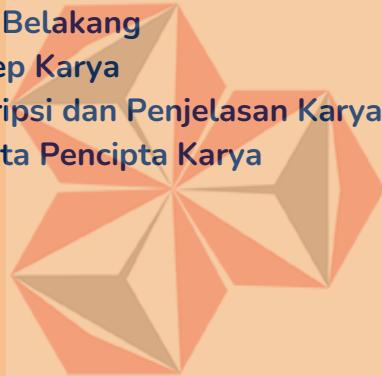 Belakang
ep Karya
ripsi dan Penjelasan Karya
ta Pencipta Karya